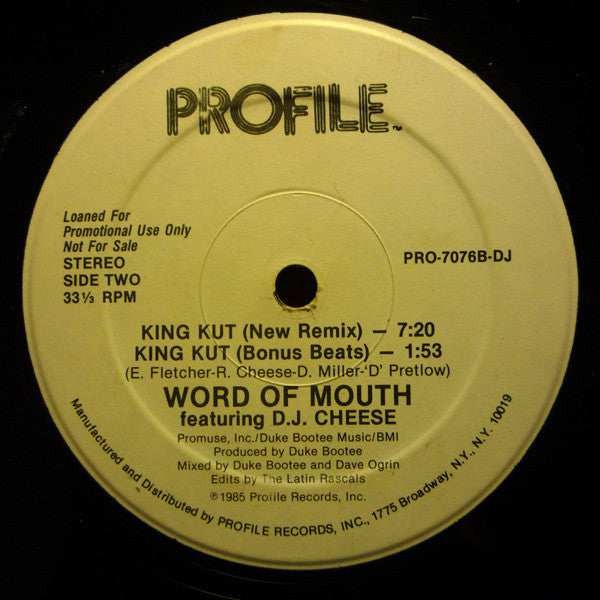 PROFILE™
Loaned For
Promotional Use Only
Not For Sale
STEREO
SIDE TWO
33⅓ RPM
PRO-7076B-DJ
KING KUT (New Remix) — 7:20
KING KUT (Bonus Beats) — 1:53
(E. Fletcher-R. Cheese-D. Miller-'D' Pretlow)
WORD OF MOUTH
featuring D.J. CHEESE
Promuse, Inc./Duke Bootee Music/BMI
Produced by Duke Bootee
Mixed by Duke Bootee and Dave Ogrin
Edits by The Latin Rascals
℗1985 Profile Records, Inc.
Manufactured and Distributed by PROFILE RECORDS, INC., 1775 Broadway, N.Y., N.Y. 10019